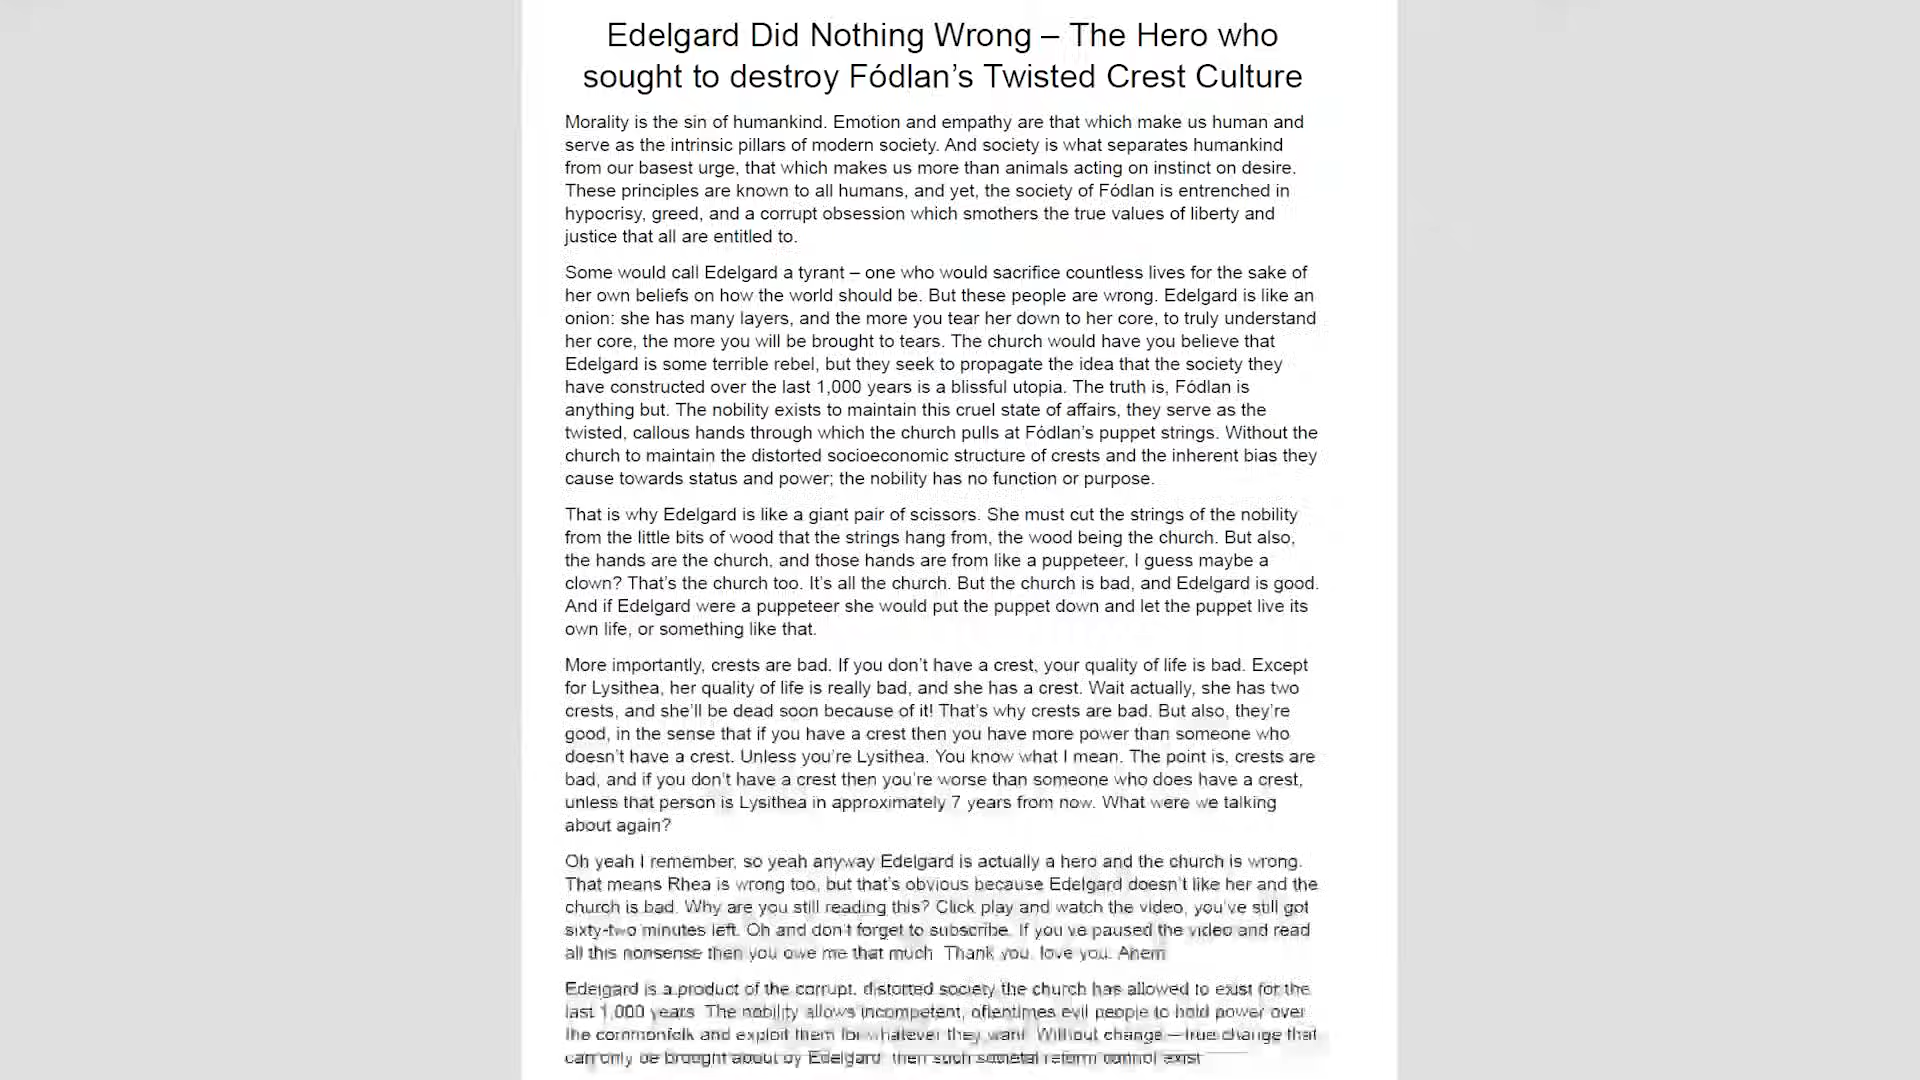 Edelgard Did Nothing Wrong – The Hero who
sought to destroy Fódlan's Twisted Crest Culture
Morality is the sin of humankind. Emotion and empathy are that which make us human and
serve as the intrinsic pillars of modern society. And society is what separates humankind
from our basest urge, that which makes us more than animals acting on instinct on desire.
These principles are known to all humans, and yet, the society of Fódlan is entrenched in
hypocrisy, greed, and a corrupt obsession which smothers the true values of liberty and
justice that all are entitled to.
Some would call Edelgard a tyrant – one who would sacrifice countless lives for the sake of
her own beliefs on how the world should be. But these people are wrong. Edelgard is like an
onion: she has many layers, and the more you tear her down to her core, to truly understand
her core, the more you will be brought to tears. The church would have you believe that
Edelgard is some terrible rebel, but they seek to propagate the idea that the society they
have constructed over the last 1,000 years is a blissful utopia. The truth is, Fódlan is
anything but. The nobility exists to maintain this cruel state of affairs, they serve as the
twisted, callous hands through which the church pulls at Fódlan's puppet strings. Without the
church to maintain the distorted socioeconomic structure of crests and the inherent bias they
cause towards status and power; the nobility has no function or purpose.
That is why Edelgard is like a giant pair of scissors. She must cut the strings of the nobility
from the little bits of wood that the strings hang from, the wood being the church. But also,
the hands are the church, and those hands are from like a puppeteer, I guess maybe a
clown? That's the church too. It's all the church. But the church is bad, and Edelgard is good.
And if Edelgard were a puppeteer she would put the puppet down and let the puppet live its
own life, or something like that.
More importantly, crests are bad. If you don't have a crest, your quality of life is bad. Except
for Lysithea, her quality of life is really bad, and she has a crest. Wait actually, she has two
crests, and she'll be dead soon because of it! That's why crests are bad. But also, they're
good, in the sense that if you have a crest then you have more power than someone who
doesn't have a crest. Unless you're Lysithea. You know what I mean. The point is, crests are
bad, and if you don't have a crest then you're worse than someone who does have a crest,
unless that person is Lysithea in approximately 7 years from now. What were we talking
about again?
Oh yeah I remember, so yeah anyway Edelgard is actually a hero and the church is wrong.
That means Rhea is wrong too, but that's obvious because Edelgard doesn't like her and the
church is bad. Why are you still reading this? Click play and watch the video, you've still got
sixty-two minutes left. Oh and don't forget to subscribe. If you've paused the video and read
all this nonsense then you owe me that much. Thank you, love you. Ahem
Edelgard is a product of the corrupt, distorted society the church has allowed to exist for the
last 1,000 years. The nobility allows incompetent, oftentimes evil people to hold power over
the commonfolk and exploit them for whatever they want. Without change – true change that
can only be brought about by Edelgard, then such societal reform cannot exist